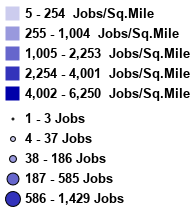 5 - 254 Jobs/Sq.Mile
255 - 1,004 Jobs/Sq.Mile
1,005 - 2,253 Jobs/Sq.Mile
2,254 - 4,001 Jobs/Sq.Mile
4,002 - 6,250 Jobs/Sq.Mile
1 - 3 Jobs
4 - 37 Jobs
38 - 186 Jobs
187 - 585 Jobs
586 - 1,429 Jobs